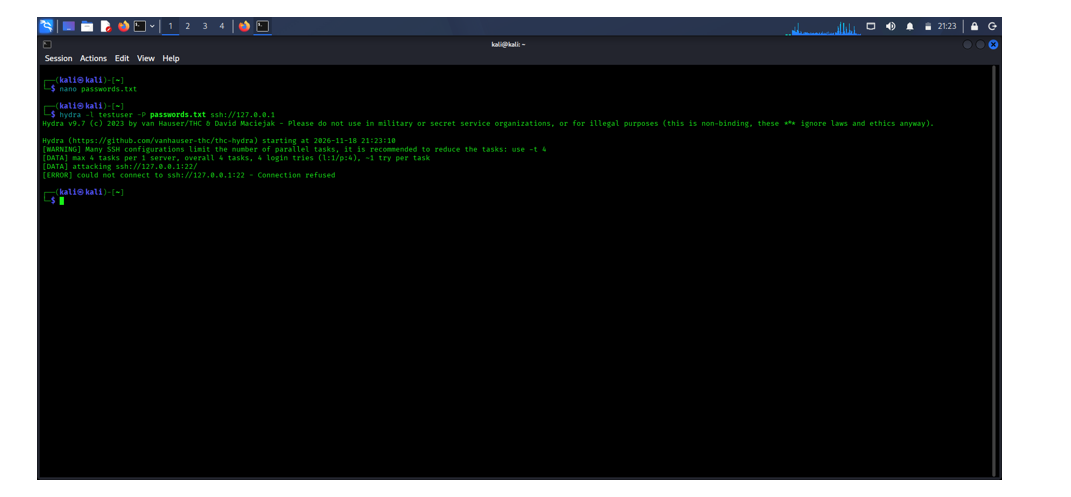 1 2 3 4 21:23
kali@kali: ~
Session Actions Edit View Help
┌──(kali㉿kali)-[~]
└─$ nano passwords.txt
┌──(kali㉿kali)-[~]
└─$ hydra -l testuser -P passwords.txt ssh://127.0.0.1
Hydra v9.7 (c) 2023 by van Hauser/THC & David Maciejak - Please do not use in military or secret service organizations, or for illegal purposes (this is non-binding, these *** ignore laws and ethics anyway).
Hydra (https://github.com/vanhauser-thc/thc-hydra) starting at 2026-11-18 21:23:10
[WARNING] Many SSH configurations limit the number of parallel tasks, it is recommended to reduce the tasks: use -t 4
[DATA] max 4 tasks per 1 server, overall 4 tasks, 4 login tries (l:1/p:4), ~1 try per task
[DATA] attacking ssh://127.0.0.1:22/
[ERROR] could not connect to ssh://127.0.0.1:22 - Connection refused
┌──(kali㉿kali)-[~]
└─$